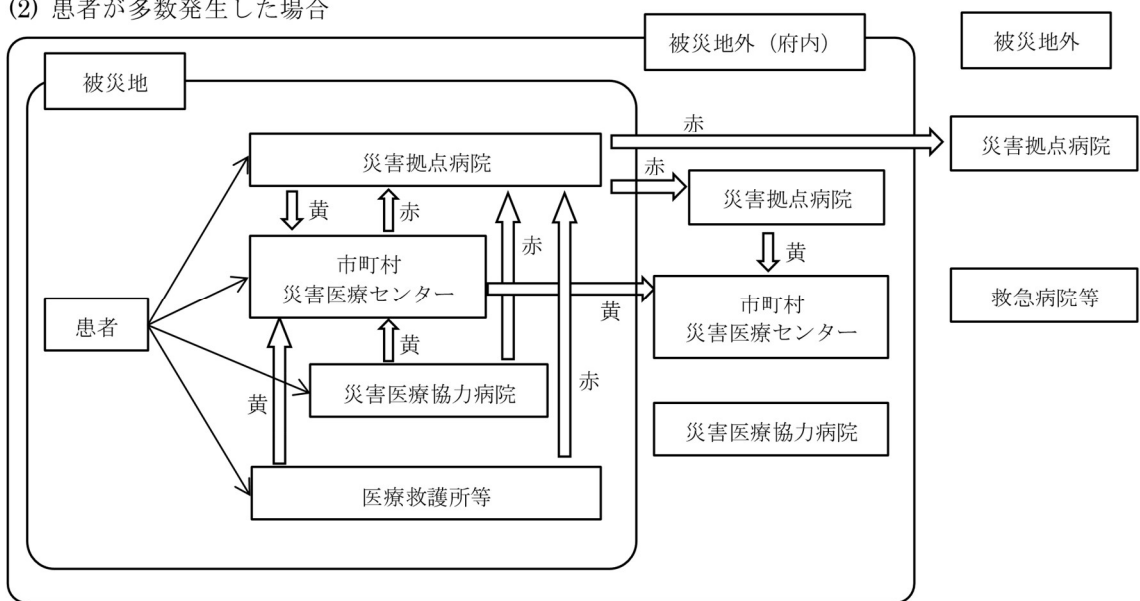 (2) 患者が多数発生した場合
被災地外（府内）
被災地外
被災地
赤
災害拠点病院
災害拠点病院
赤
災害拠点病院
黄
赤
赤
黄
市町村
災害医療センター
患者
黄
市町村
災害医療センター
救急病院等
黄
災害医療協力病院
赤
黄
災害医療協力病院
医療救護所等